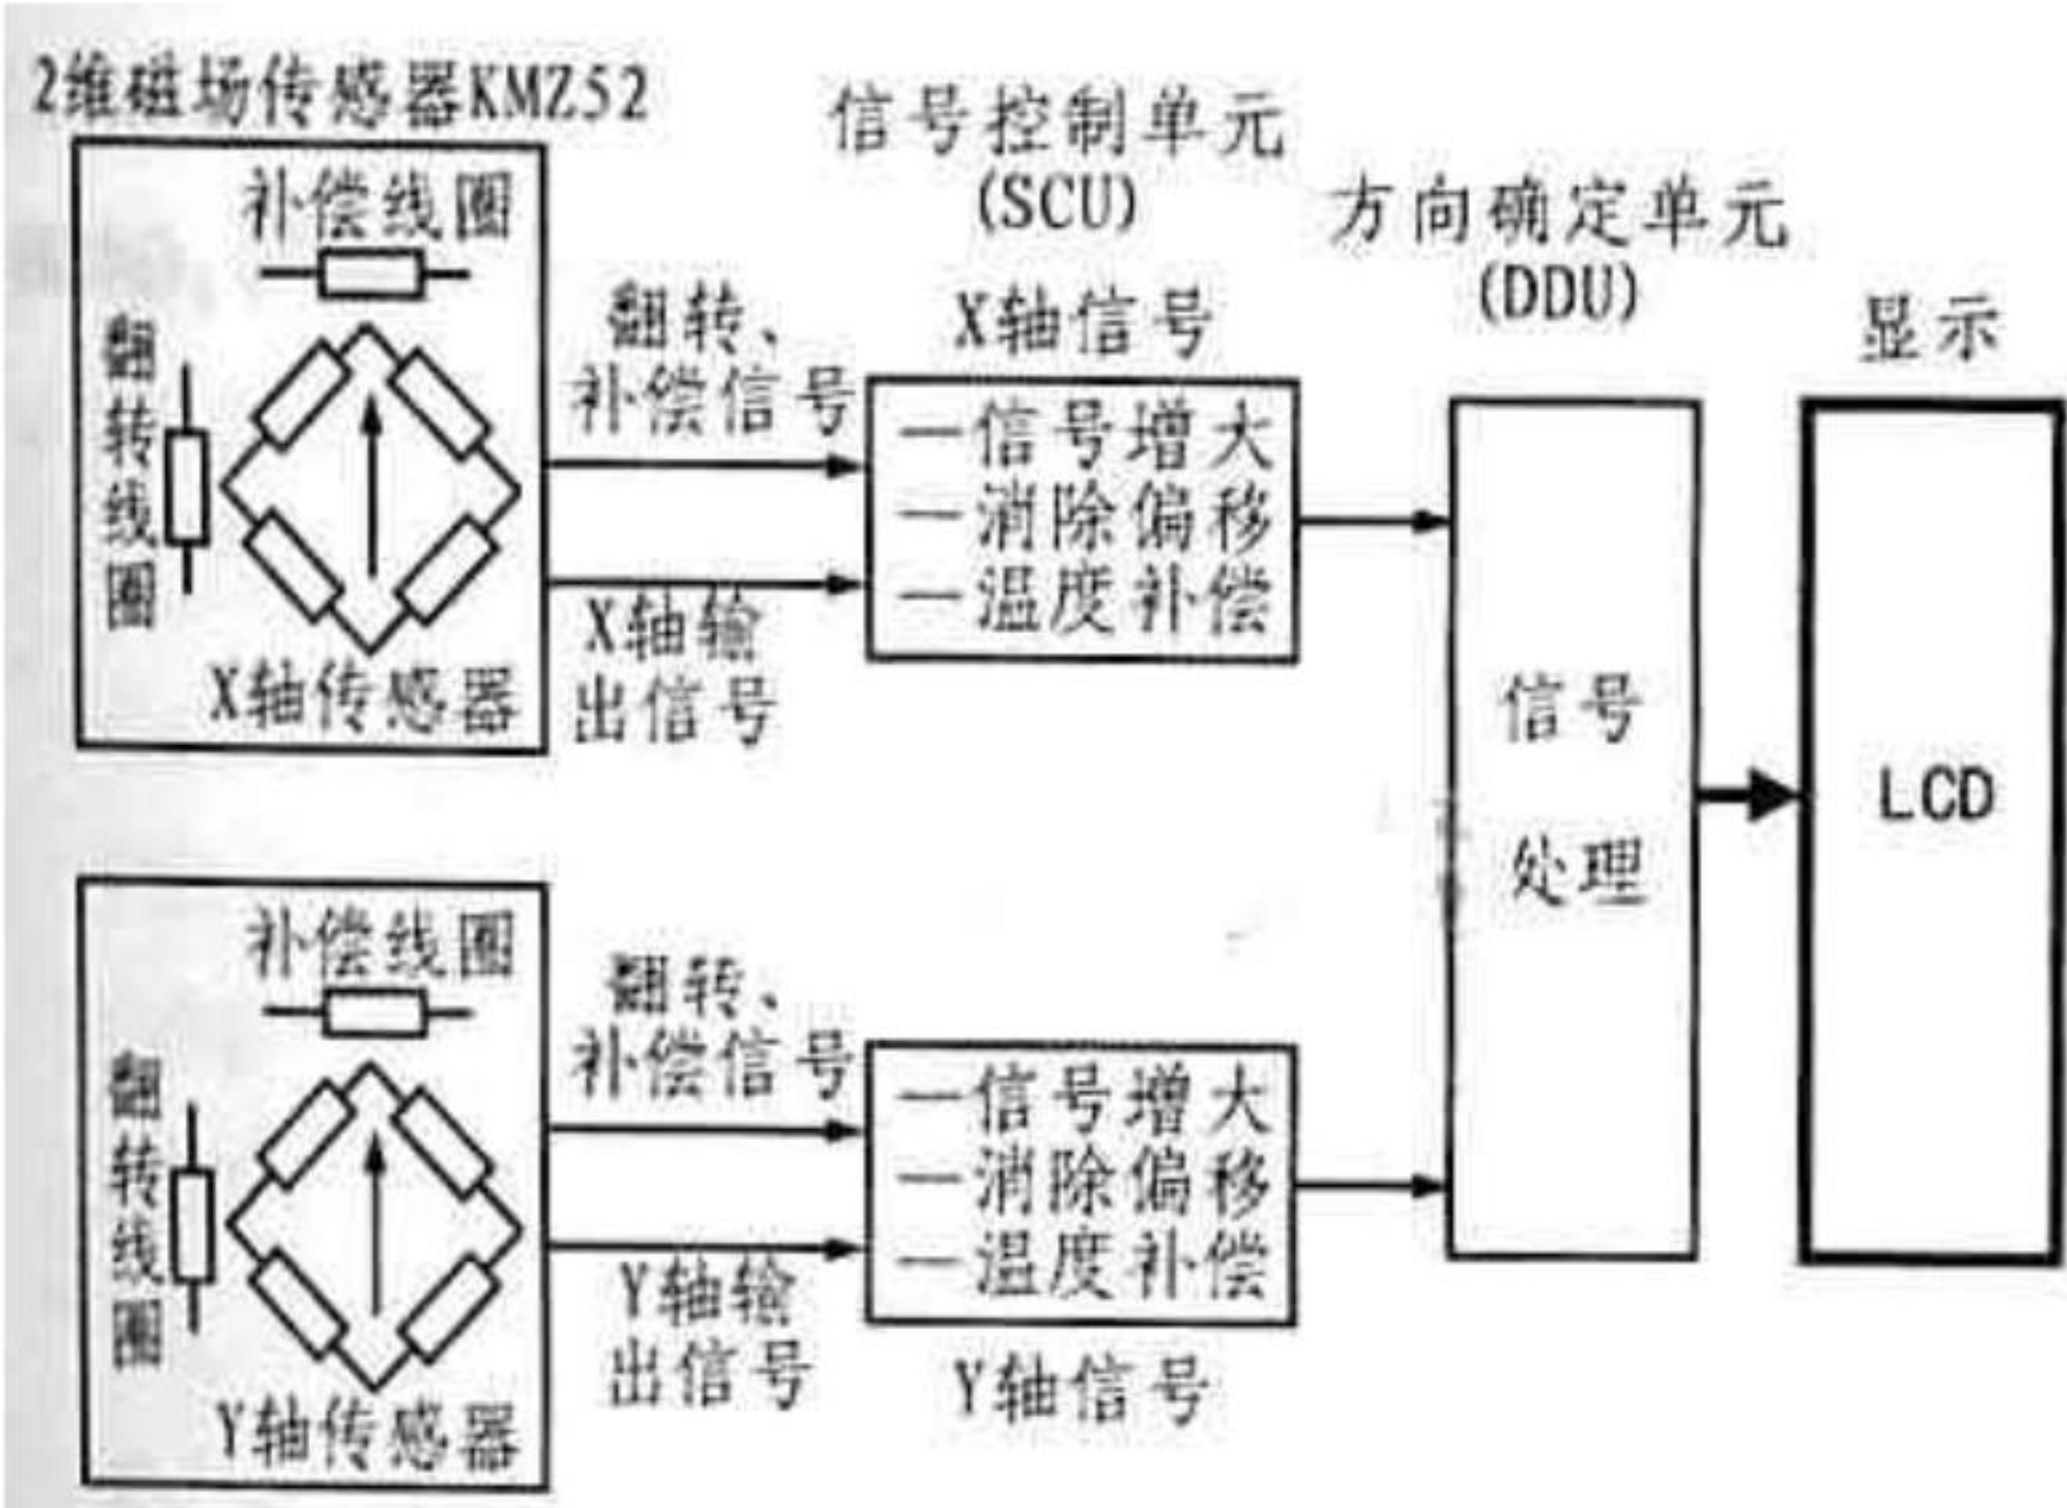 2维磁场传感器KMZ52
补偿线圈
翻转线圈
X轴传感器
翻转、
补偿信号
X轴输
出信号
信号控制单元
(SCU)
X轴信号
—信号增大
—消除偏移
—温度补偿
方向确定单元
(DDU)
信号
处理
显示
LCD
补偿线圈
翻转线圈
Y轴传感器
翻转、
补偿信号
Y轴输
出信号
—信号增大
—消除偏移
—温度补偿
Y轴信号